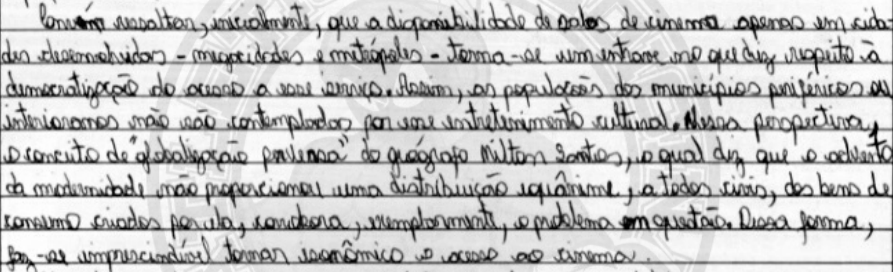 Convém ressaltar, inicialmente, que a disponibilidade de salas de cinema apenas em cida
des desenvolvidas - megacidades e metrópoles - torna-se um entrave no que diz respeito à
democratização do acesso a esse serviço. Assim, as populações dos municípios periféricos ou
interioranos não são contemplados por esse entretenimento cultural. Nessa perspectiva,
o conceito de "globalização perversa" do geógrafo Milton Santos, o qual diz que o advento
da modernidade não proporcionou uma distribuição equânime, a todos civis, dos bens de
consumo criados por ela, corrobora, exemplarmente, o problema em questão. Dessa forma,
faz-se imprescindível tornar isonômico o acesso ao cinema.